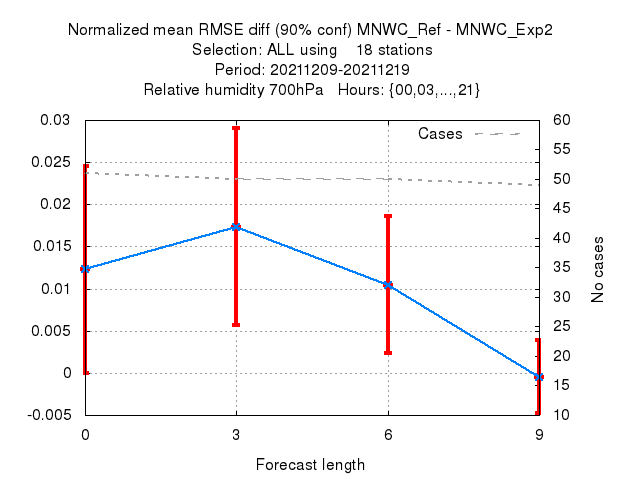 Normalized mean RMSE diff (90% conf) MNWC_Ref - MNWC_Exp2
Selection: ALL using 18 stations
Period: 20211209-20211219
Relative humidity 700hPa Hours: {00,03,...,21}
0.03
0.025
0.02
0.015
0.01
0.005
0
-0.005
Cases
60
55
50
45
40
35
30
25
20
15
10
No cases
0 3 6 9
Forecast length